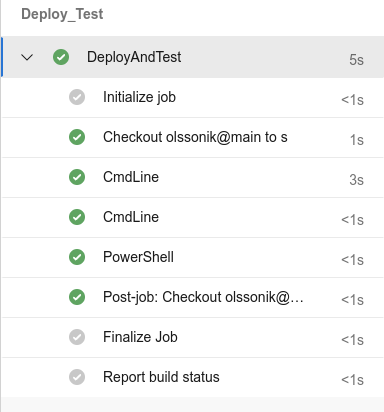 Deploy_Test
DeployAndTest 5s
Initialize job <1s
Checkout olssonik@main to s 1s
CmdLine 3s
CmdLine <1s
PowerShell <1s
Post-job: Checkout olssonik@... <1s
Finalize Job <1s
Report build status <1s